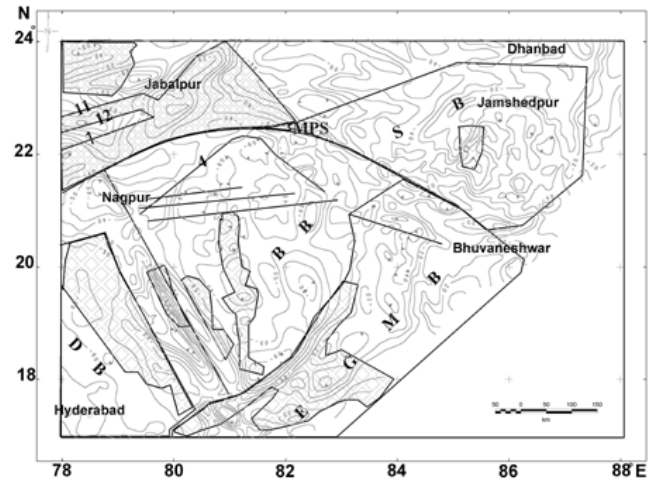 N
24
22
20
18
78 80 82 84 86 88 E
Dhanbad
Jabalpur
11
12
1
B
Jamshedpur
MPS
S
A
Nagpur
B
B
Bhuvaneshwar
B
M
D
B
G
E
Hyderabad
50 0 50 100 150
km